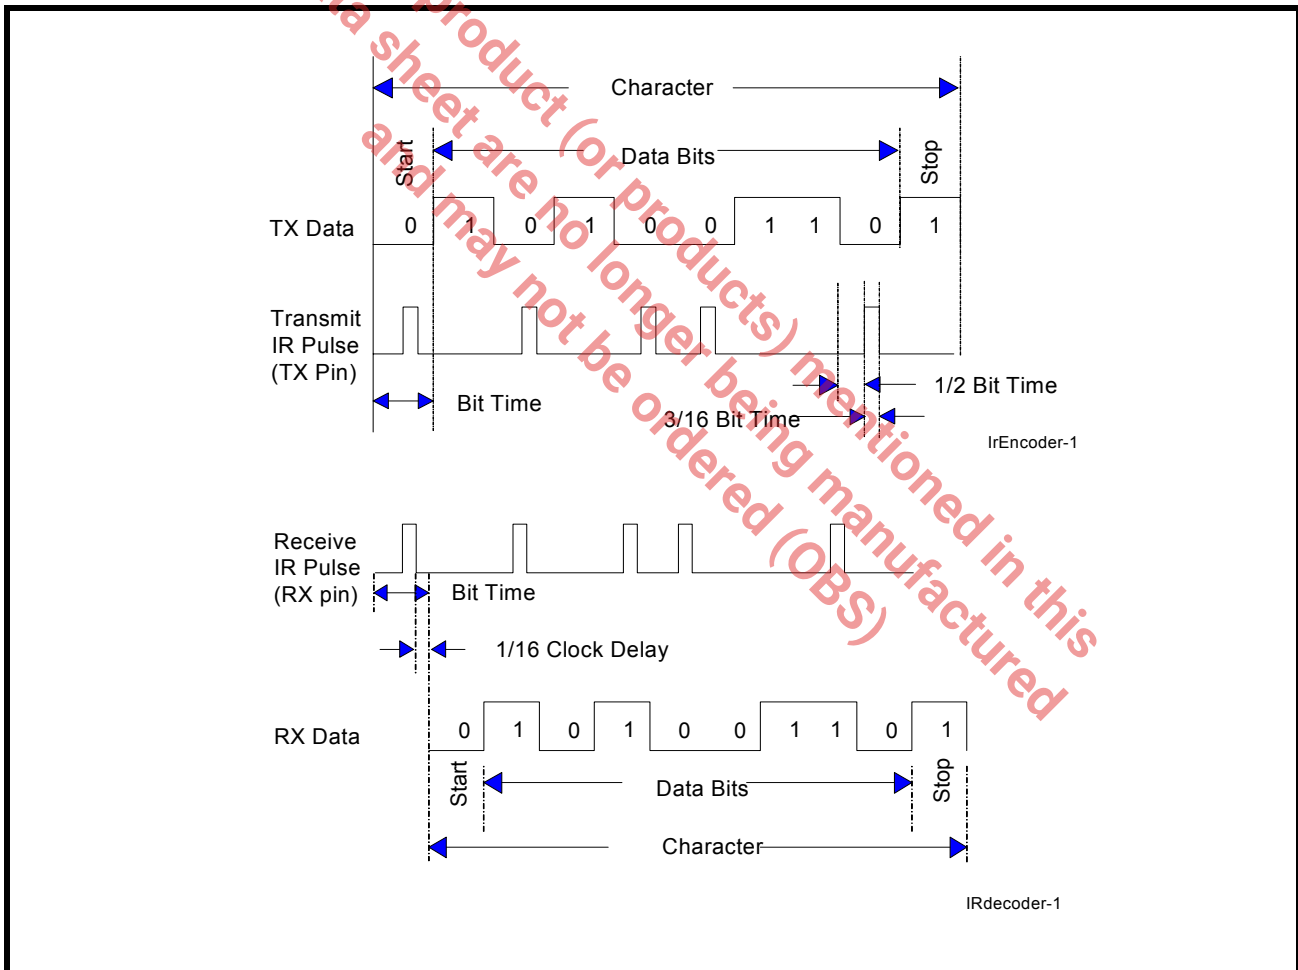 Character
Start
Data Bits
Stop
TX Data
0 1 0 1 0 0 1 1 0 1
Transmit
IR Pulse
(TX Pin)
Bit Time
1/2 Bit Time
3/16 Bit Time
IrEncoder-1
Receive
IR Pulse
(RX pin)
Bit Time
1/16 Clock Delay
RX Data
0 1 0 1 0 0 1 1 0 1
Start
Data Bits
Stop
Character
IRdecoder-1
product (or products) mentioned in this
sheet are no longer being manufactured
and may not be ordered (OBS)